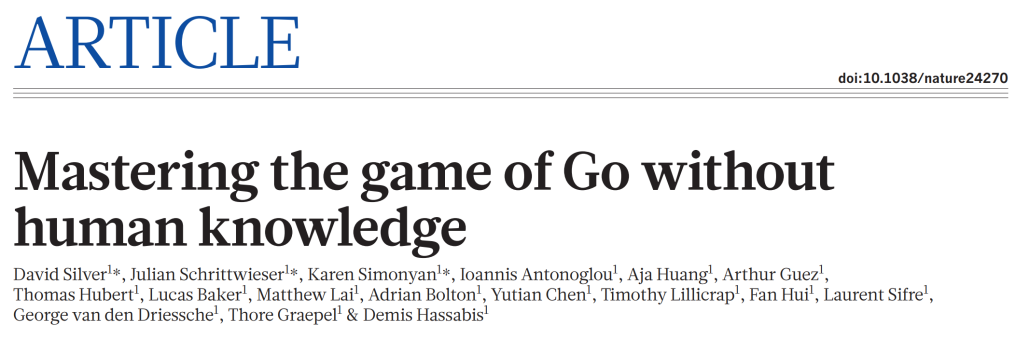 ARTICLE
doi:10.1038/nature24270
Mastering the game of Go without
human knowledge
David Silver¹*, Julian Schrittwieser¹*, Karen Simonyan¹*, Ioannis Antonoglou¹, Aja Huang¹, Arthur Guez¹,
Thomas Hubert¹, Lucas Baker¹, Matthew Lai¹, Adrian Bolton¹, Yutian Chen¹, Timothy Lillicrap¹, Fan Hui¹, Laurent Sifre¹,
George van den Driessche¹, Thore Graepel¹ & Demis Hassabis¹